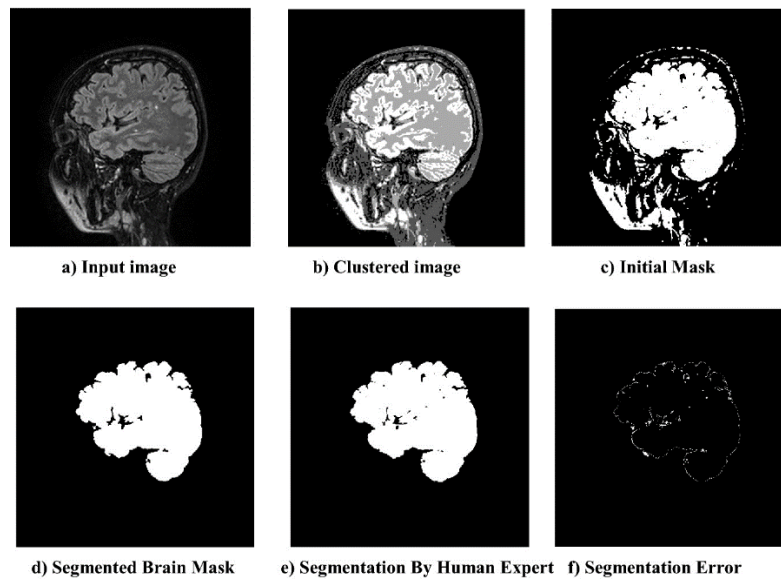 a) Input image
b) Clustered image
c) Initial Mask
d) Segmented Brain Mask
e) Segmentation By Human Expert
f) Segmentation Error